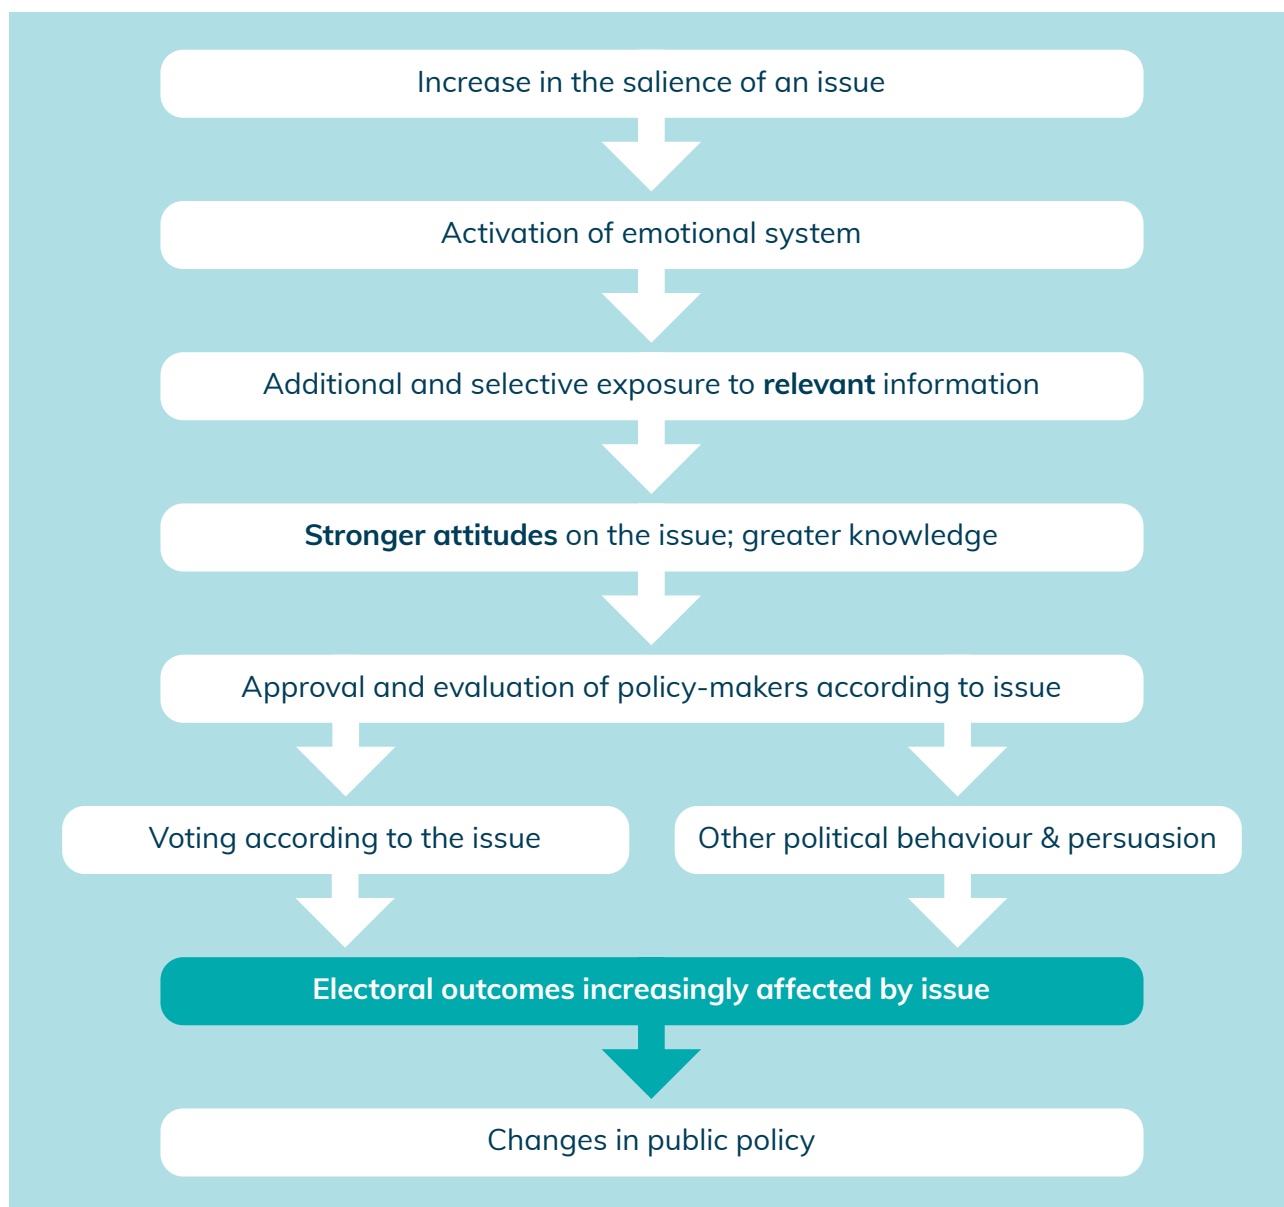 Increase in the salience of an issue
Activation of emotional system
Additional and selective exposure to relevant information
Stronger attitudes on the issue; greater knowledge
Approval and evaluation of policy-makers according to issue
Voting according to the issue
Other political behaviour & persuasion
Electoral outcomes increasingly affected by issue
Changes in public policy